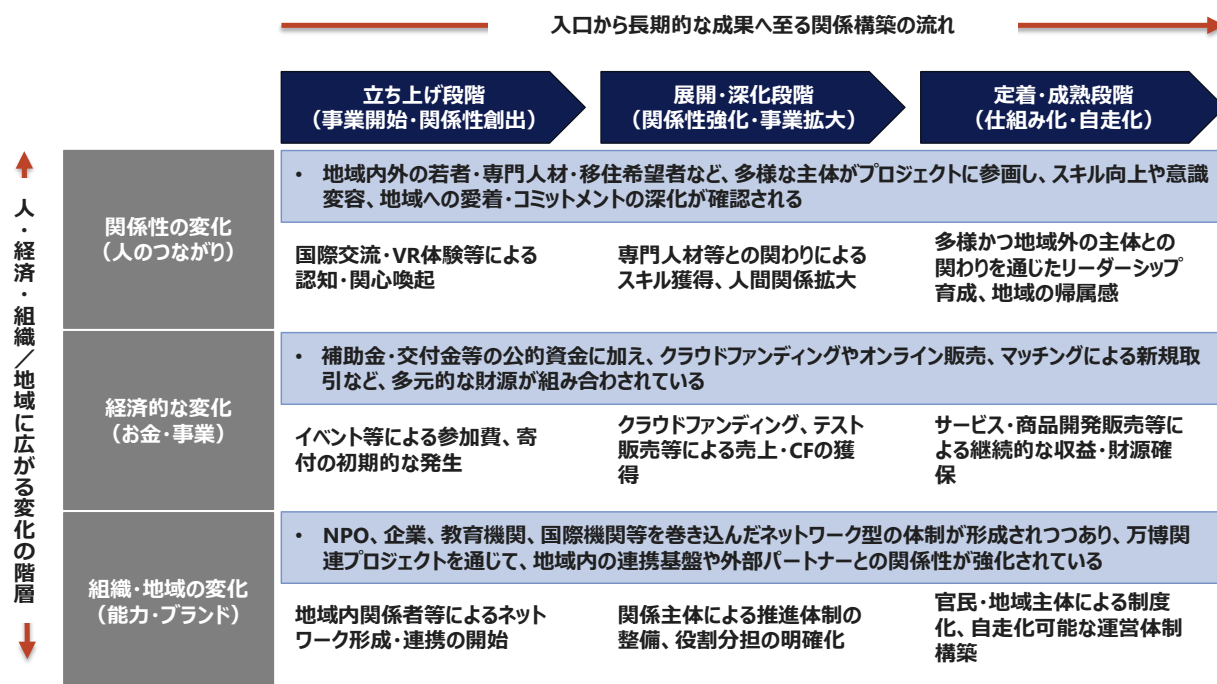 入口から長期的な成果へ至る関係構築の流れ
立ち上げ段階
（事業開始・関係性創出）
展開・深化段階
（関係性強化・事業拡大）
定着・成熟段階
（仕組み化・自走化）
人・経済・組織／地域に広がる変化の階層
関係性の変化
（人のつながり）
• 地域内外の若者・専門人材・移住希望者など、多様な主体がプロジェクトに参画し、スキル向上や意識
変容、地域への愛着・コミットメントの深化が確認される
国際交流・VR体験等による
認知・関心喚起
専門人材等との関わりによる
スキル獲得、人間関係拡大
多様かつ地域外の主体との
関わりを通じたリーダーシップ
育成、地域の帰属感
経済的な変化
（お金・事業）
• 補助金・交付金等の公的資金に加え、クラウドファンディングやオンライン販売、マッチングによる新規取
引など、多元的な財源が組み合わされている
イベント等による参加費、寄
付の初期的な発生
クラウドファンディング、テスト
販売等による売上・CFの獲
得
サービス・商品開発販売等に
よる継続的な収益・財源確
保
組織・地域の変化
（能力・ブランド）
• NPO、企業、教育機関、国際機関等を巻き込んだネットワーク型の体制が形成されつつあり、万博関
連プロジェクトを通じて、地域内の連携基盤や外部パートナーとの関係性が強化されている
地域内関係者等によるネット
ワーク形成・連携の開始
関係主体による推進体制の
整備、役割分担の明確化
官民・地域主体による制度
化、自走化可能な運営体制
構築